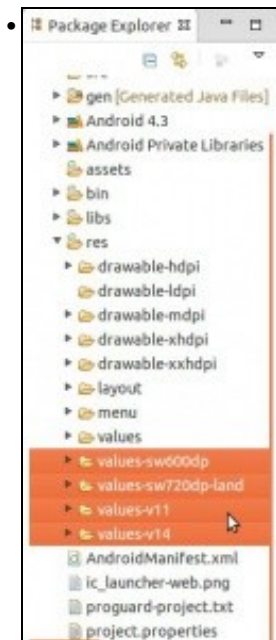 Package Explorer
gen [Generated Java Files]
Android 4.3
Android Private Libraries
assets
bin
libs
res
drawable-hdpi
drawable-ldpi
drawable-mdpi
drawable-xhdpi
drawable-xxhdpi
layout
menu
values
values-sw600dp
values-sw720dp-land
values-v11
values-v14
AndroidManifest.xml
ic_launcher-web.png
proguard-project.txt
project.properties